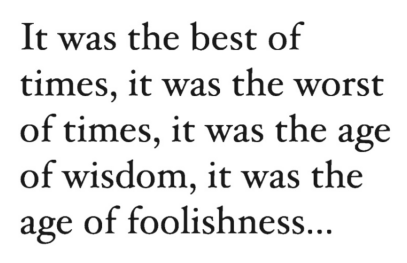 It was the best of
times, it was the worst
of times, it was the age
of wisdom, it was the
age of foolishness...